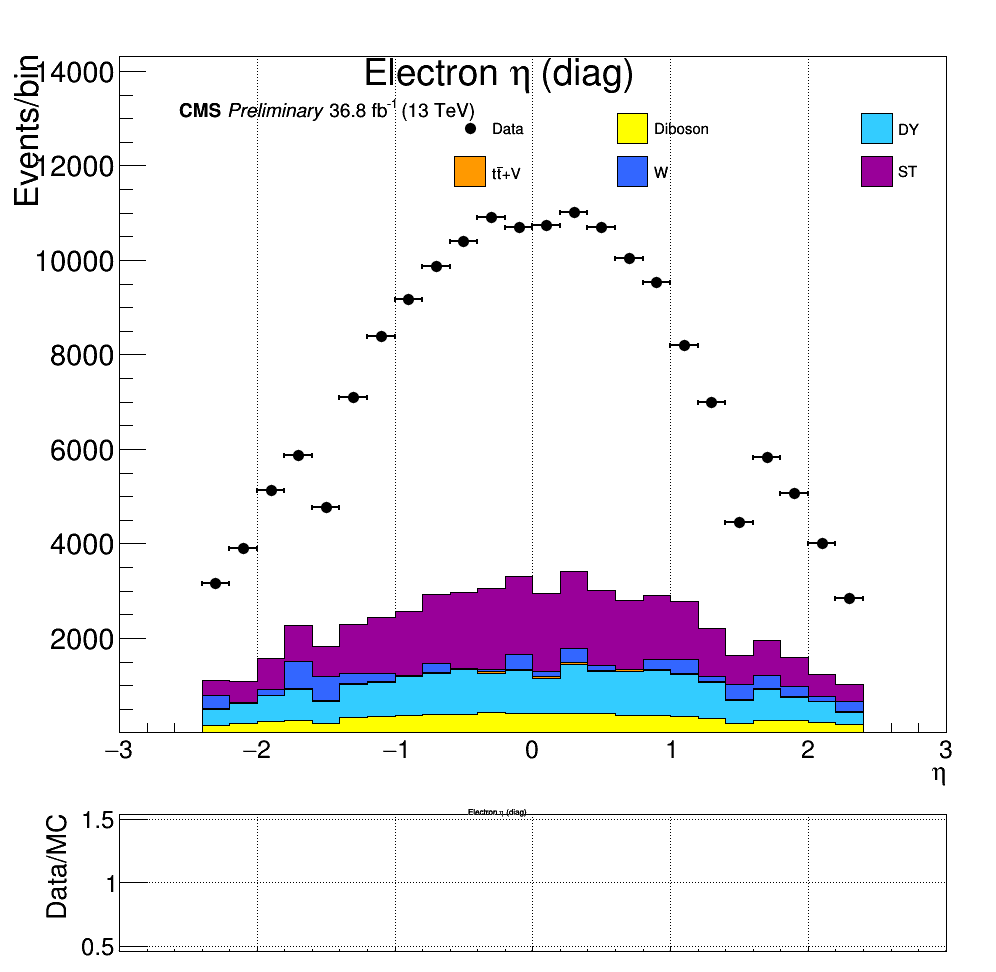 Electron η (diag)
CMS Preliminary 36.8 fb⁻¹ (13 TeV)
Events/bin
Data
Diboson
DY
tt̄+V
W
ST
14000
12000
10000
8000
6000
4000
2000
−3 −2 −1 0 1 2 3
η
Electron η (diag)
Data/MC
1.5
1
0.5